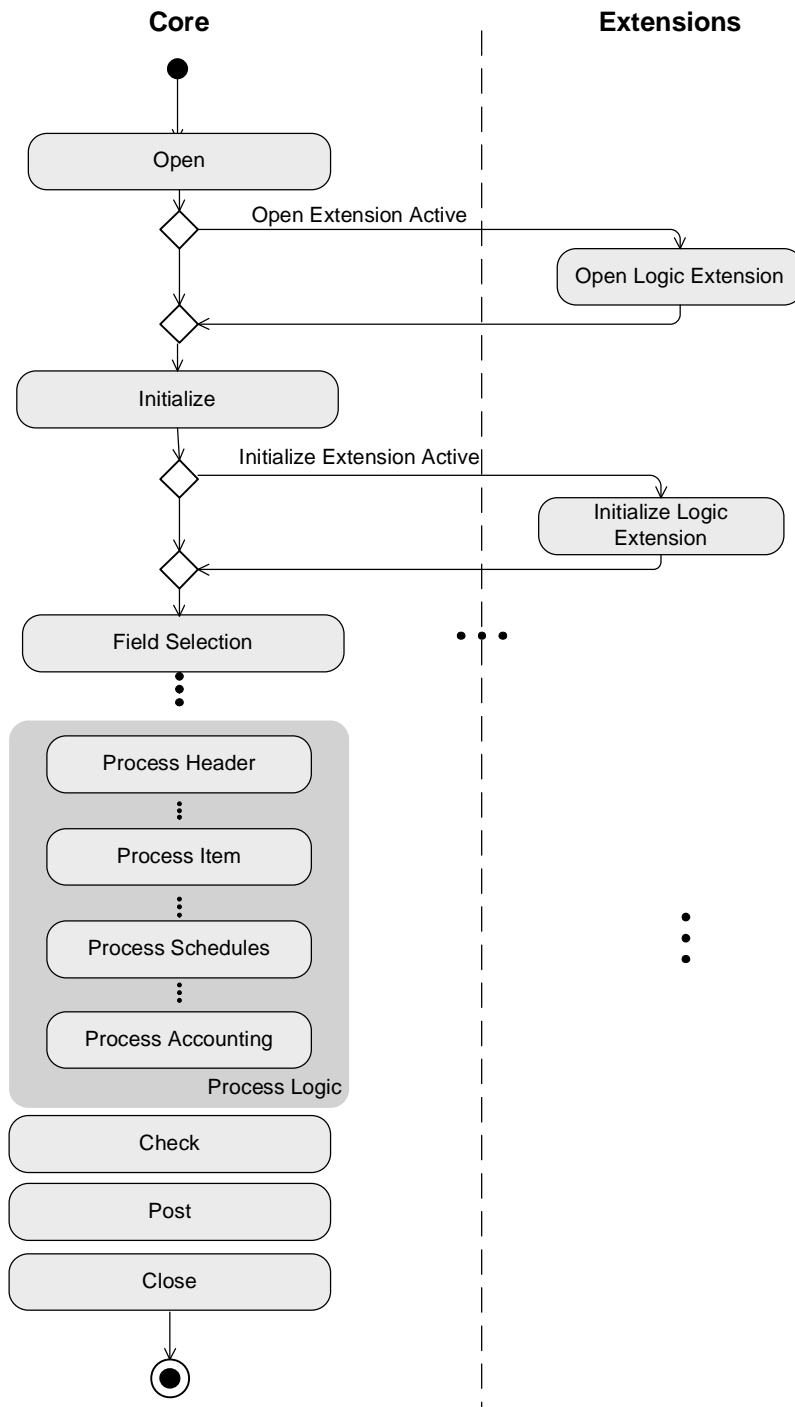 Core
Extensions
Open
Open Extension Active
Open Logic Extension
Initialize
Initialize Extension Active
Initialize Logic
Extension
Field Selection
Process Header
Process Item
Process Schedules
Process Accounting
Process Logic
Check
Post
Close